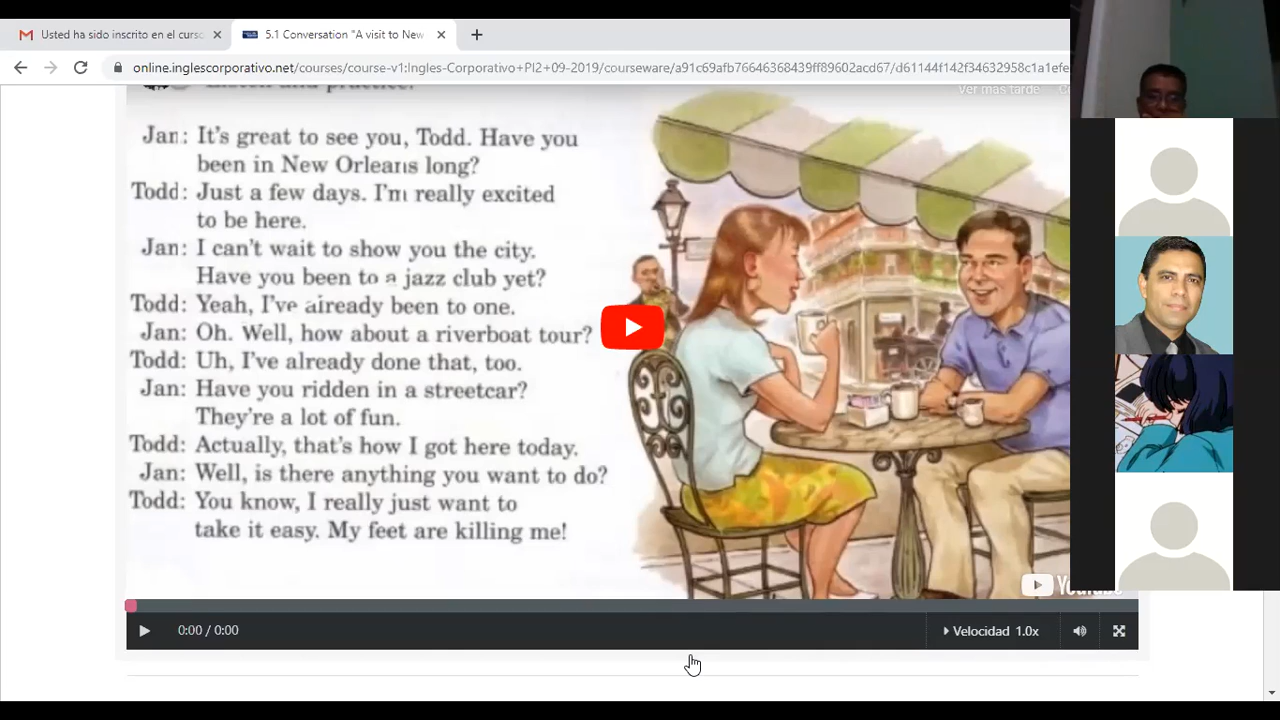 Usted ha sido inscrito en el curso
5.1 Conversation "A visit to New
online.inglescorporativo.net/courses/course-v1:Ingles-Corporativo+PI2+09-2019/courseware/a91c69afb76646368439ff89602acd67/d61144f142f34632958c1a1efe
Listen and practice.
Ver más tarde
Jan: It's great to see you, Todd. Have you
been in New Orleans long?
Todd: Just a few days. I'm really excited
to be here.
Jan: I can't wait to show you the city.
Have you been to a jazz club yet?
Todd: Yeah, I've already been to one.
Jan: Oh. Well, how about a riverboat tour?
Todd: Uh, I've already done that, too.
Jan: Have you ridden in a streetcar?
They're a lot of fun.
Todd: Actually, that's how I got here today.
Jan: Well, is there anything you want to do?
Todd: You know, I really just want to
take it easy. My feet are killing me!
YouTube
0:00 / 0:00
Velocidad 1.0x